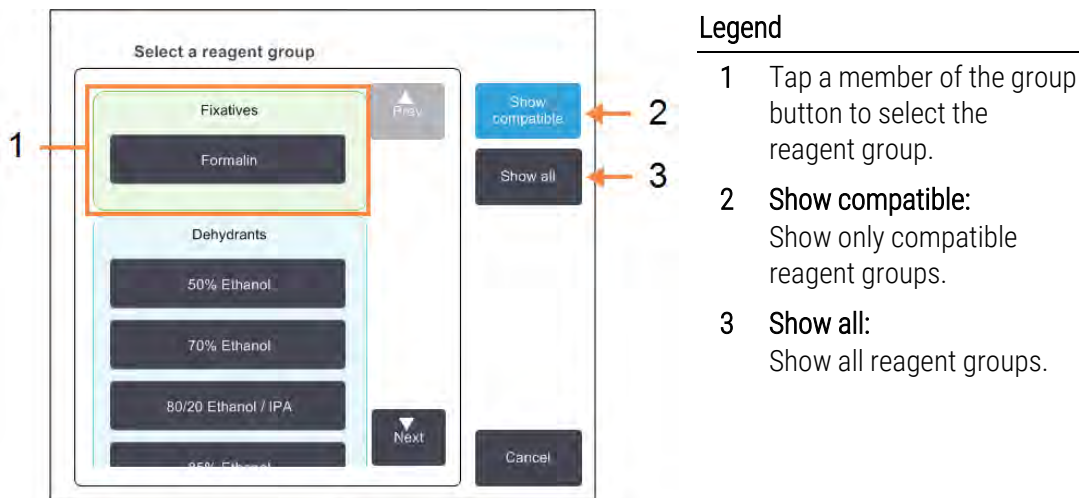 Select a reagent group
Fixatives
Formalin
Prev
Show
compatible
Show all
Dehydrants
50% Ethanol
70% Ethanol
80/20 Ethanol / IPA
85% Ethanol
Next
Cancel
1
2
3
Legend
1 Tap a member of the group
button to select the
reagent group.
2 Show compatible:
Show only compatible
reagent groups.
3 Show all:
Show all reagent groups.